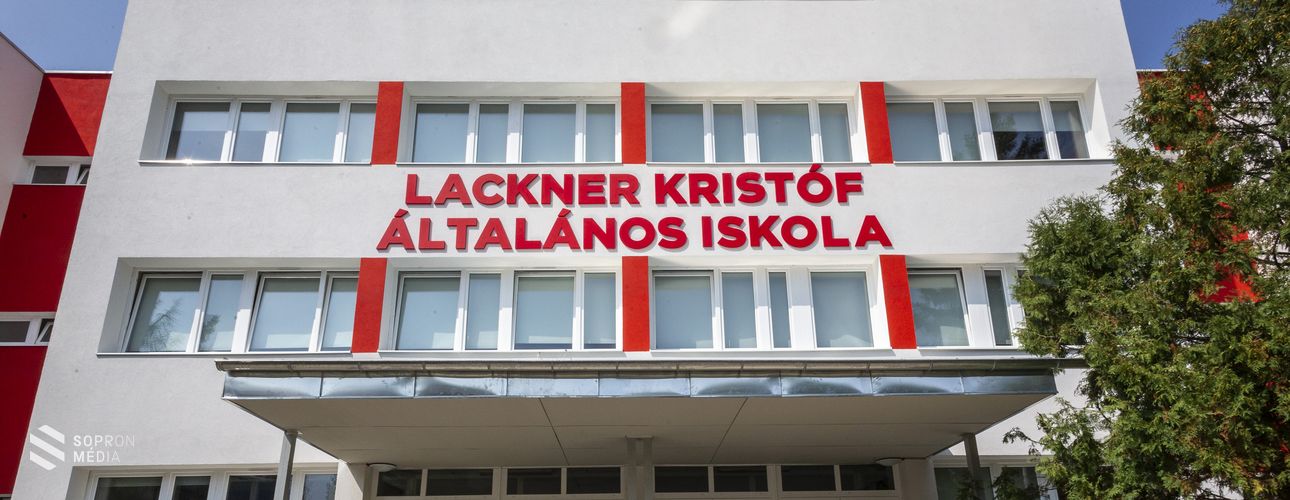 LACKNER KRISTÓF
ÁLTALÁNOS ISKOLA
SOPRON
MÉDIA